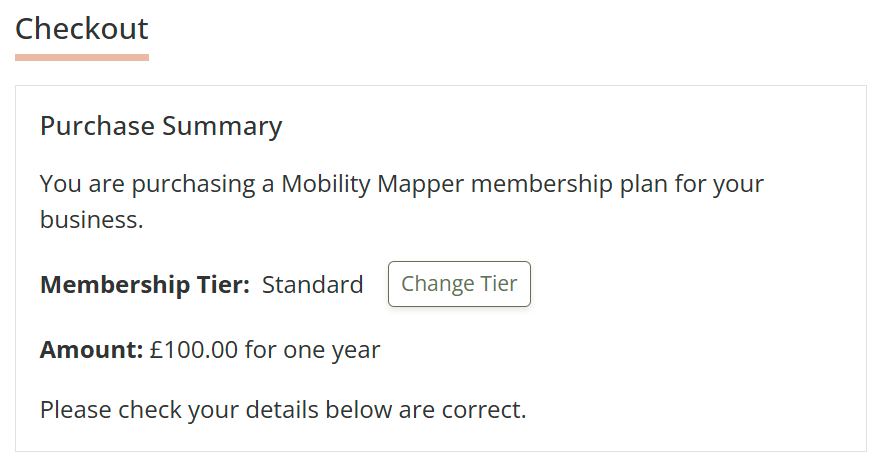 Checkout
Purchase Summary
You are purchasing a Mobility Mapper membership plan for your
business.
Membership Tier: Standard Change Tier
Amount: £100.00 for one year
Please check your details below are correct.